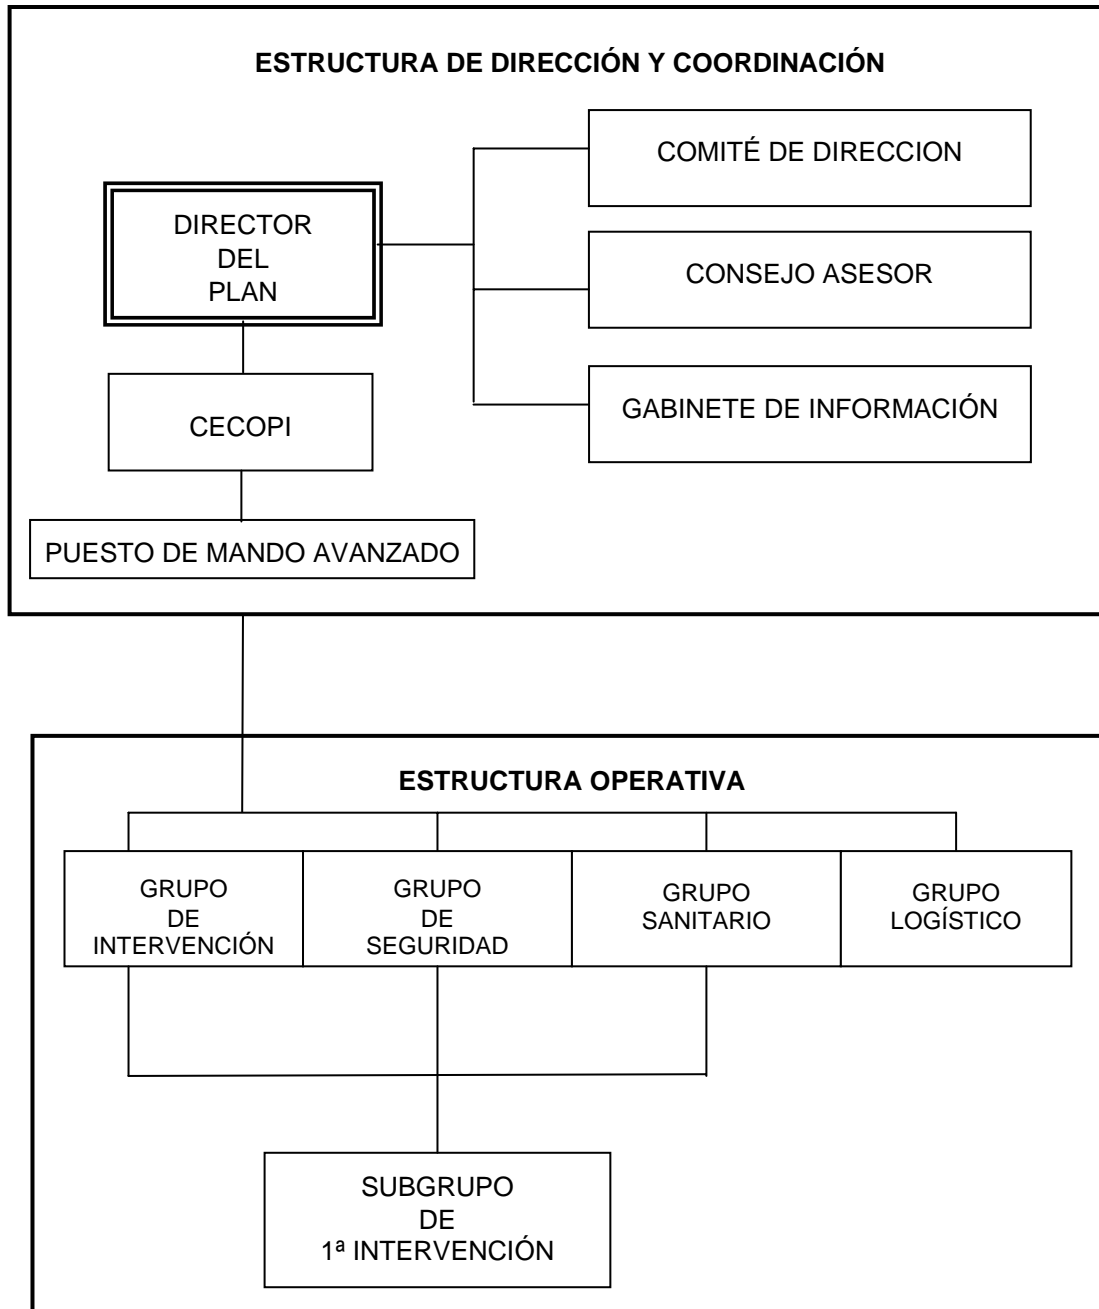 ESTRUCTURA DE DIRECCIÓN Y COORDINACIÓN
COMITÉ DE DIRECCION
DIRECTOR
DEL
PLAN
CONSEJO ASESOR
GABINETE DE INFORMACIÓN
CECOPI
PUESTO DE MANDO AVANZADO
ESTRUCTURA OPERATIVA
GRUPO
DE
INTERVENCIÓN
GRUPO
DE
SEGURIDAD
GRUPO
SANITARIO
GRUPO
LOGÍSTICO
SUBGRUPO
DE
1ª INTERVENCIÓN